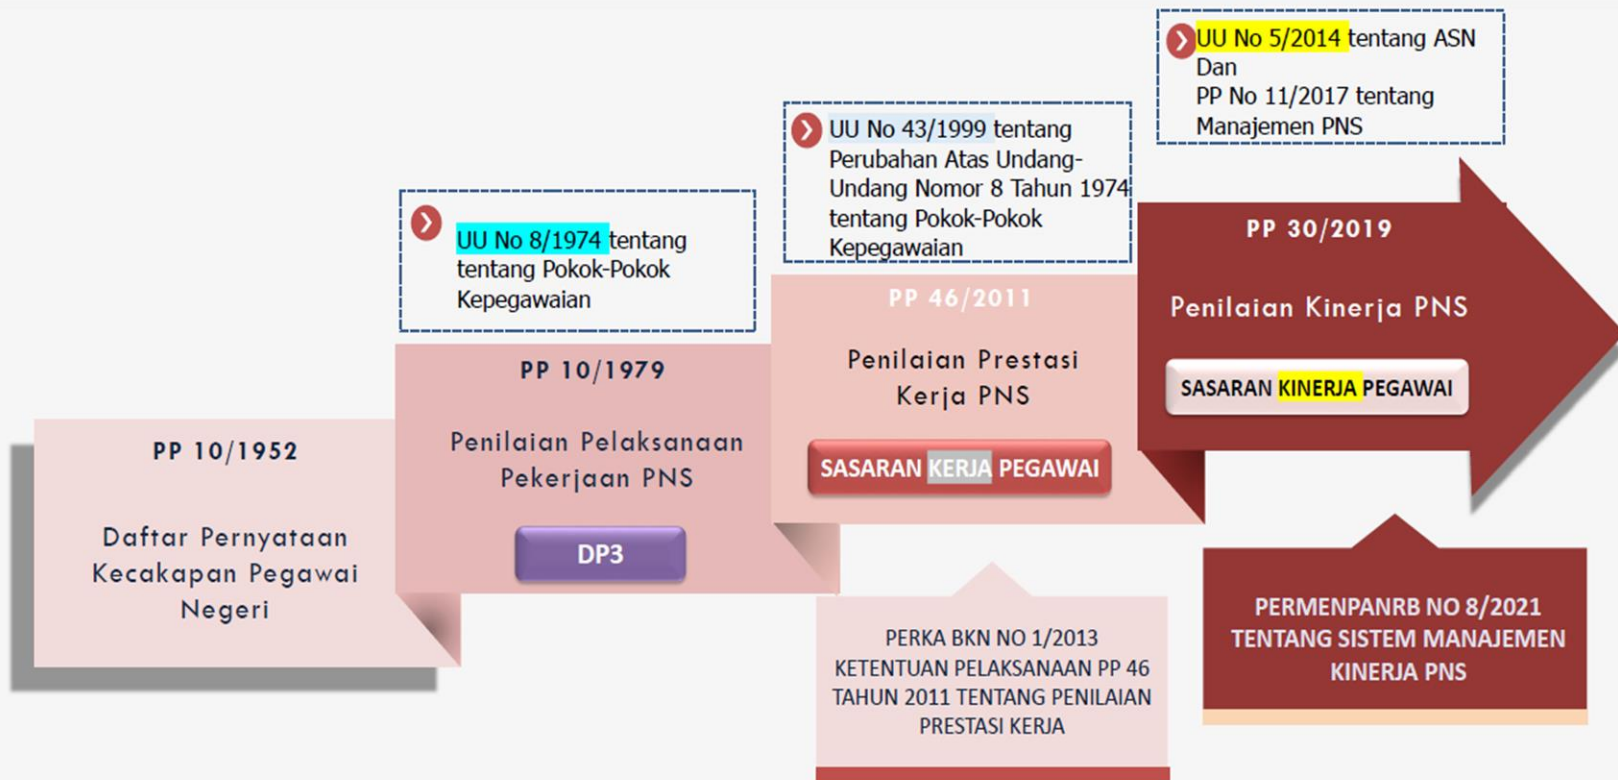 UU No 5/2014 tentang ASN
Dan
PP No 11/2017 tentang
Manajemen PNS
UU No 43/1999 tentang
Perubahan Atas Undang-
Undang Nomor 8 Tahun 1974
tentang Pokok-Pokok
Kepegawaian
UU No 8/1974 tentang
tentang Pokok-Pokok
Kepegawaian
PP 30/2019
Penilaian Kinerja PNS
SASARAN KINERJA PEGAWAI
PP 46/2011
Penilaian Prestasi
Kerja PNS
SASARAN KERJA PEGAWAI
PP 10/1979
Penilaian Pelaksanaan
Pekerjaan PNS
DP3
PP 10/1952
Daftar Pernyataan
Kecakapan Pegawai
Negeri
PERKA BKN NO 1/2013
KETENTUAN PELAKSANAAN PP 46
TAHUN 2011 TENTANG PENILAIAN
PRESTASI KERJA
PERMENPANRB NO 8/2021
TENTANG SISTEM MANAJEMEN
KINERJA PNS